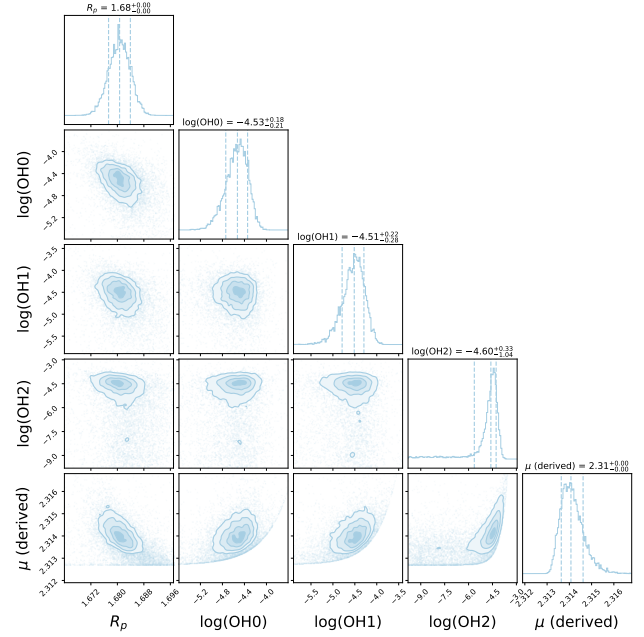 R_p = 1.68^{+0.00}_{−0.00}
log(OH0) = −4.53^{+0.18}_{−0.21}
−4.0
−4.4
−4.8
−5.2
log(OH0)
log(OH1) = −4.51^{+0.22}_{−0.28}
−3.5
−4.0
−4.5
−5.0
−5.5
log(OH1)
log(OH2) = −4.60^{+0.33}_{−1.04}
−3.0
−4.5
−6.0
−7.5
−9.0
log(OH2)
μ (derived) = 2.31^{+0.00}_{−0.00}
2.316
2.315
2.314
2.313
2.312
μ (derived)
1.672 1.680 1.688 1.696 −5.2 −4.8 −4.4 −4.0 −5.5 −5.0 −4.5 −4.0 −3.5 −9.0 −7.5 −6.0 −4.5 −3.0 2.312 2.313 2.314 2.315 2.316
R_p log(OH0) log(OH1) log(OH2) μ (derived)